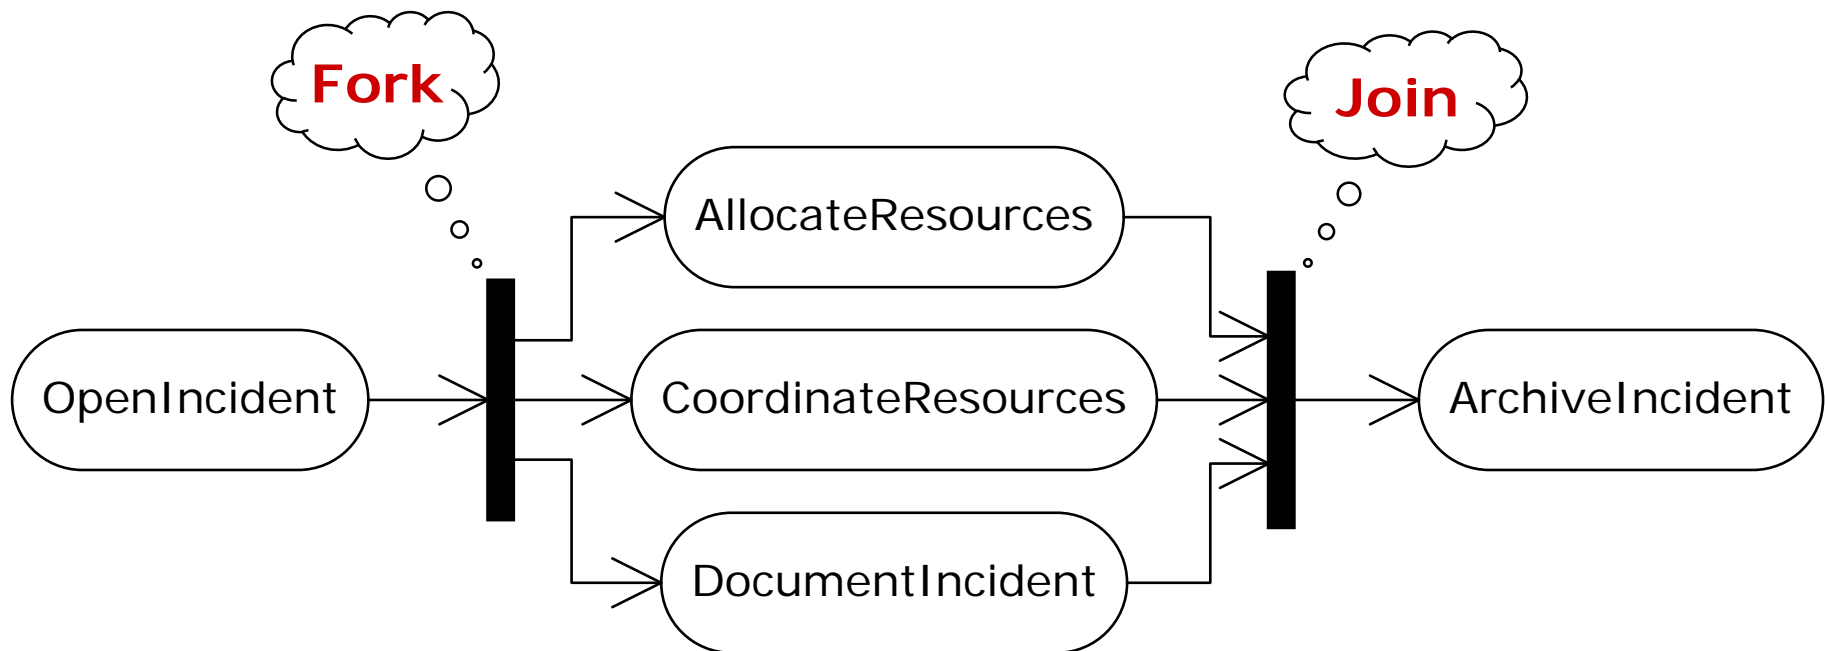 Fork
Join
AllocateResources
OpenIncident
CoordinateResources
ArchiveIncident
DocumentIncident